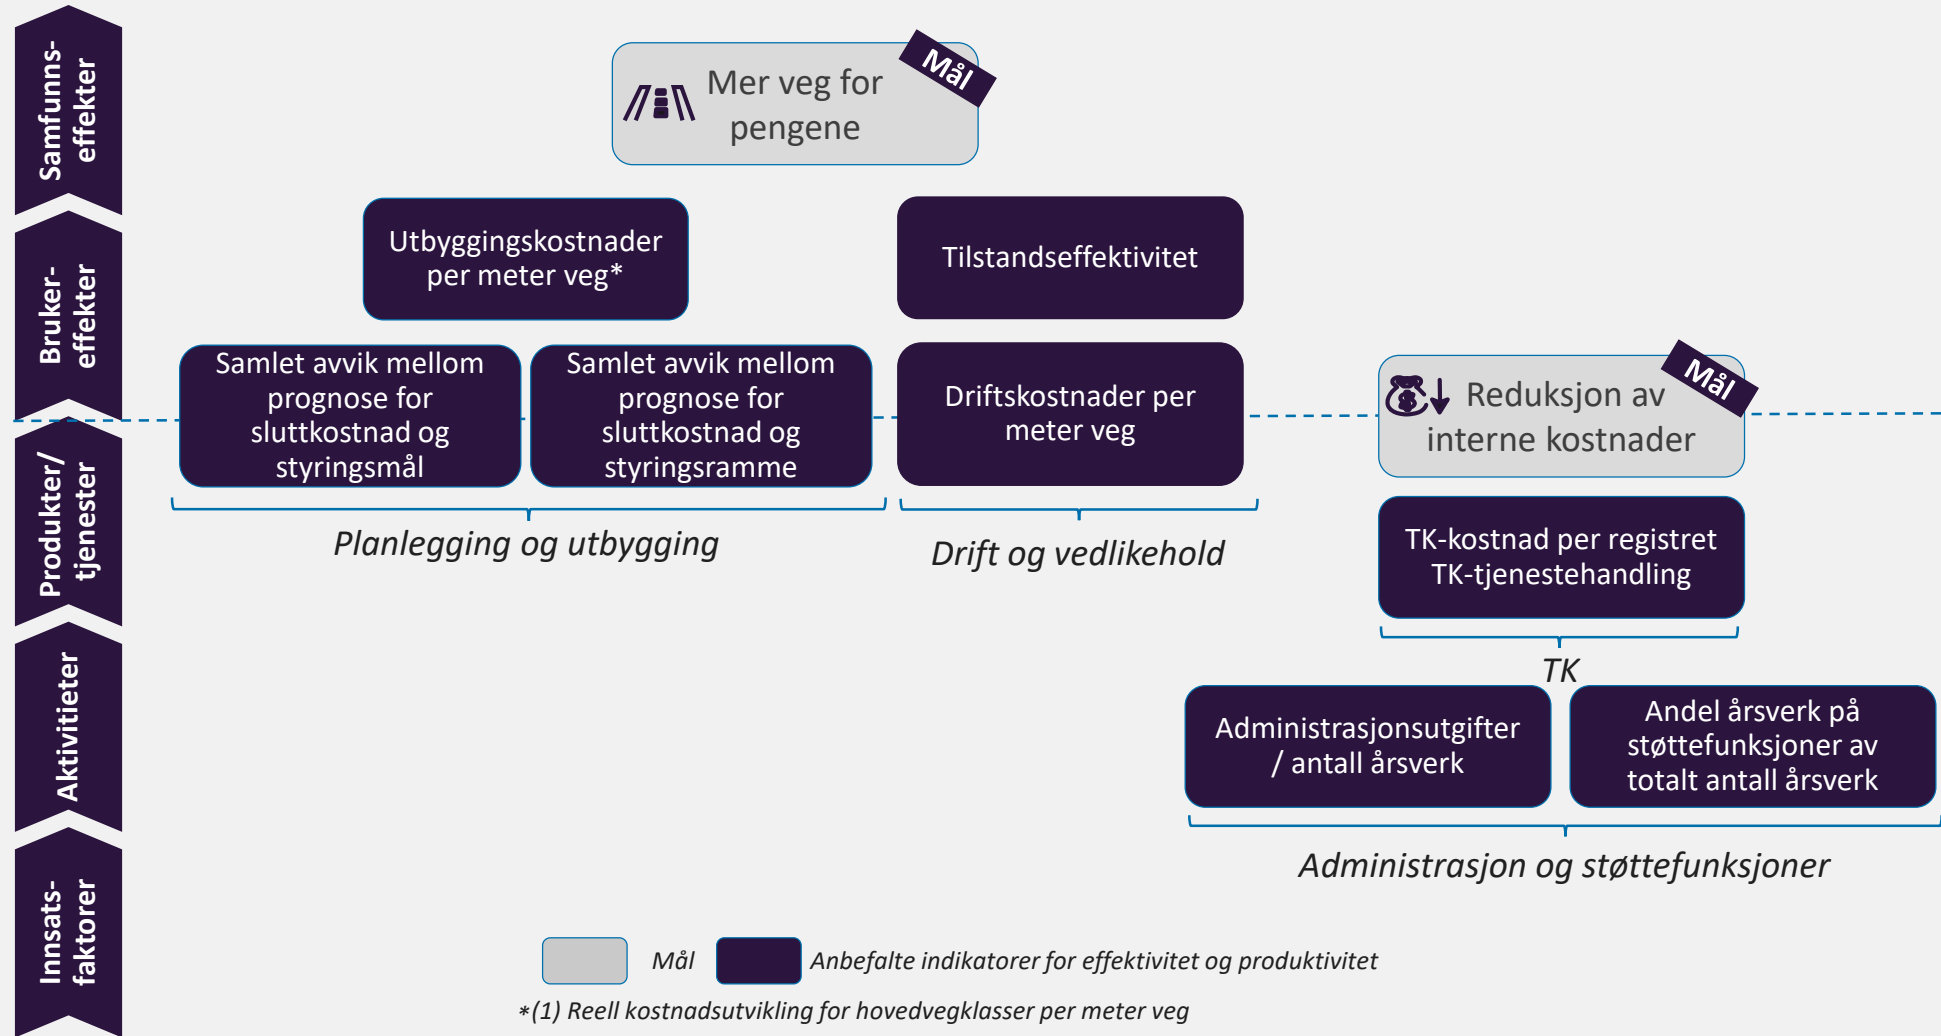 Samfunns-
effekter
Bruker-
effekter
Produkter/
tjenester
Aktivitieter
Innsats-
faktorer
Mål
Mer veg for
pengene
Utbyggingskostnader
per meter veg*
Tilstandseffektivitet
Samlet avvik mellom
prognose for
sluttkostnad og
styringsmål
Samlet avvik mellom
prognose for
sluttkostnad og
styringsramme
Driftskostnader per
meter veg
Mål
Reduksjon av
interne kostnader
Planlegging og utbygging
Drift og vedlikehold
TK-kostnad per registret
TK-tjenestehandling
TK
Administrasjonsutgifter
/ antall årsverk
Andel årsverk på
støttefunksjoner av
totalt antall årsverk
Administrasjon og støttefunksjoner
Mål
Anbefalte indikatorer for effektivitet og produktivitet
*(1) Reell kostnadsutvikling for hovedvegklasser per meter veg